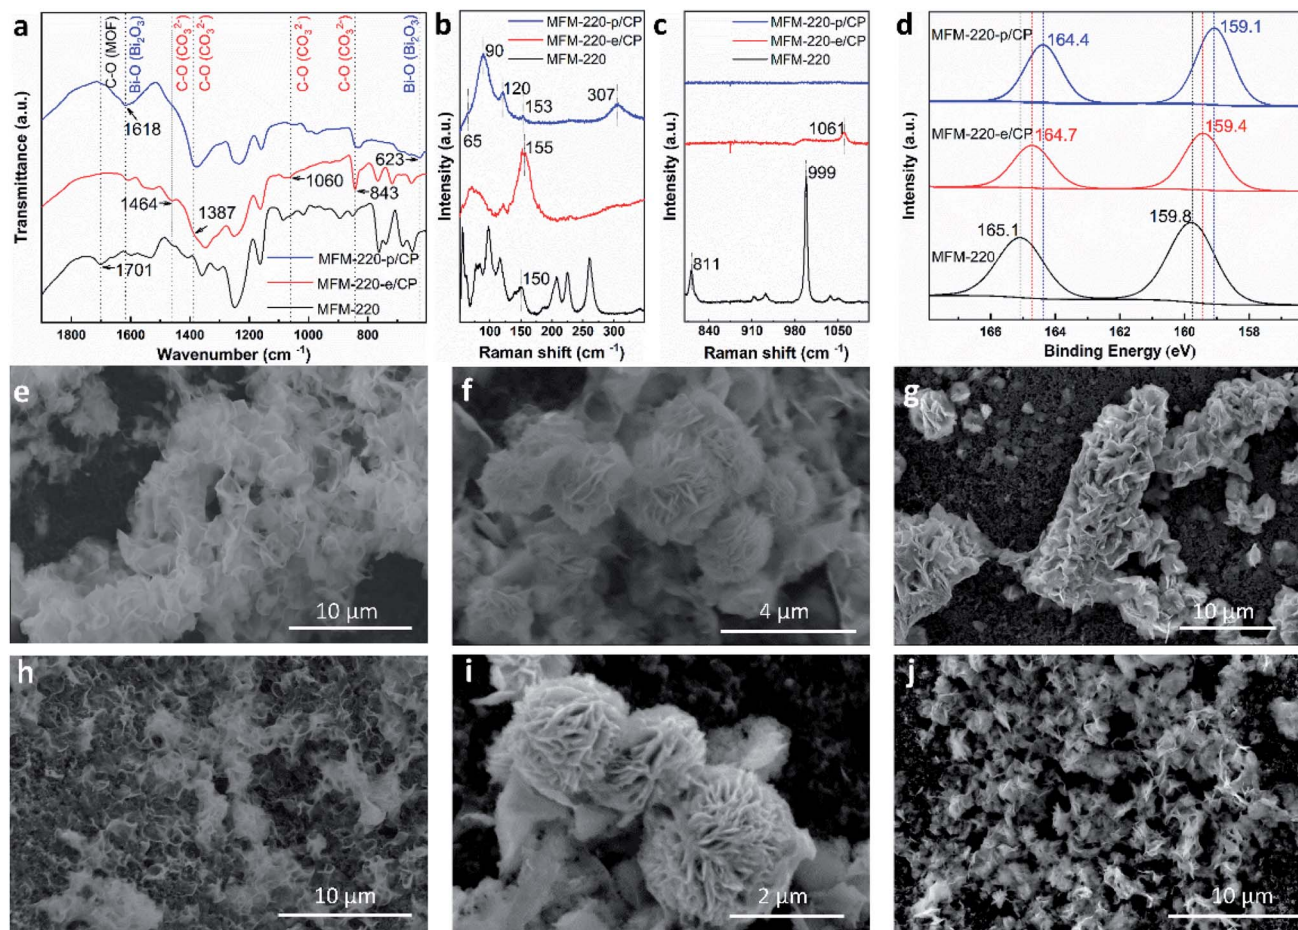 a
Transmittance (a.u.)
C-O (MOF)
Bi-O (Bi₂O₃)
C-O (CO₃²⁻)
C-O (CO₃²⁻)
C-O (CO₃²⁻)
C-O (CO₃²⁻)
Bi-O (Bi₂O₃)
1618
623
1060
843
1464
1387
1701
MFM-220-p/CP
MFM-220-e/CP
MFM-220
1800 1600 1400 1200 1000 800
Wavenumber (cm ⁻¹)
b
Intensity (a.u.)
MFM-220-p/CP
MFM-220-e/CP
MFM-220
90
120
153
307
65
155
150
50 100 150 200 250 300
Raman shift (cm⁻¹)
c
Intensity (a.u.)
MFM-220-p/CP
MFM-220-e/CP
MFM-220
1061
999
811
840 910 980 1050
Raman shift (cm⁻¹)
d
Intensity (a.u.)
MFM-220-p/CP
164.4
159.1
MFM-220-e/CP
164.7
159.4
MFM-220
165.1
159.8
166 164 162 160 158
Binding Energy (eV)
e
10 µm
f
4 µm
g
10 µm
h
10 µm
i
2 µm
j
10 µm